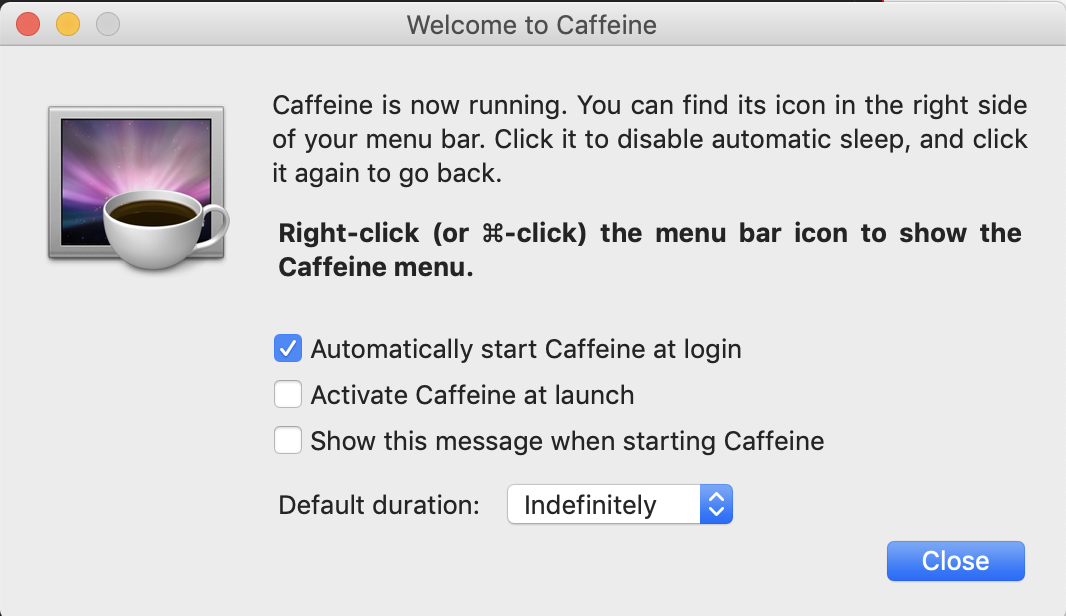 Welcome to Caffeine
Caffeine is now running. You can find its icon in the right side
of your menu bar. Click it to disable automatic sleep, and click
it again to go back.
Right-click (or ⌘-click) the menu bar icon to show the
Caffeine menu.
Automatically start Caffeine at login
Activate Caffeine at launch
Show this message when starting Caffeine
Default duration: Indefinitely
Close